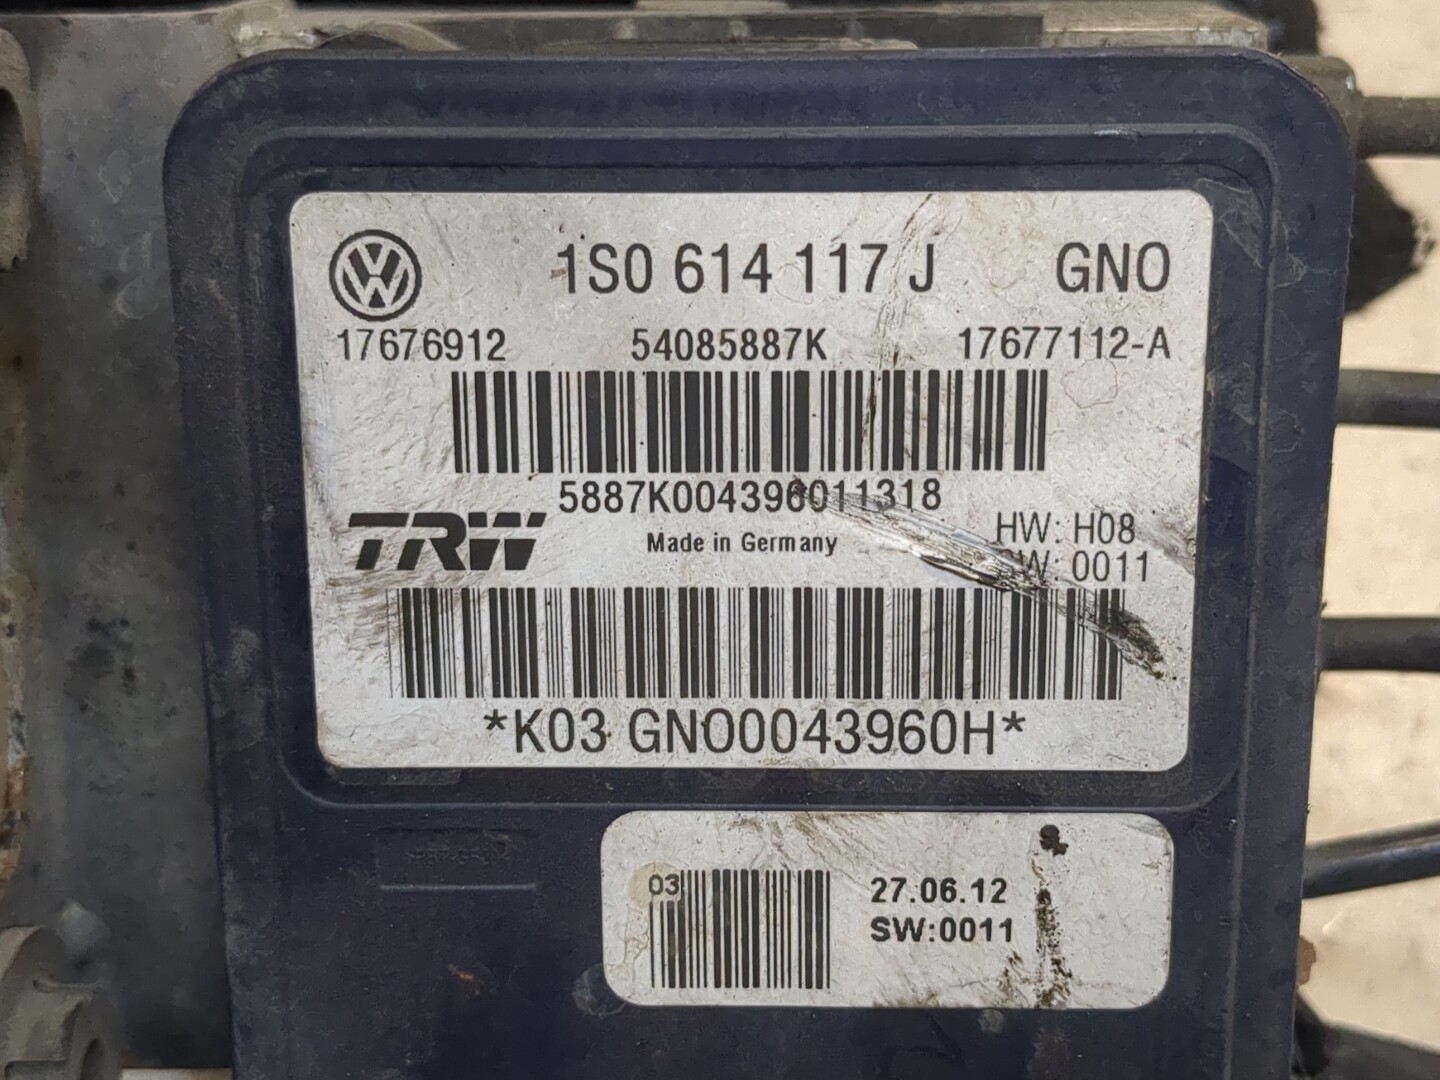 1S0 614 117 J GNO
17676912 54085887K 17677112-A
5887K004396011318
TRW Made in Germany HW: H08
SW: 0011
*K03 GNO0043960H*
03 27.06.12
SW:0011